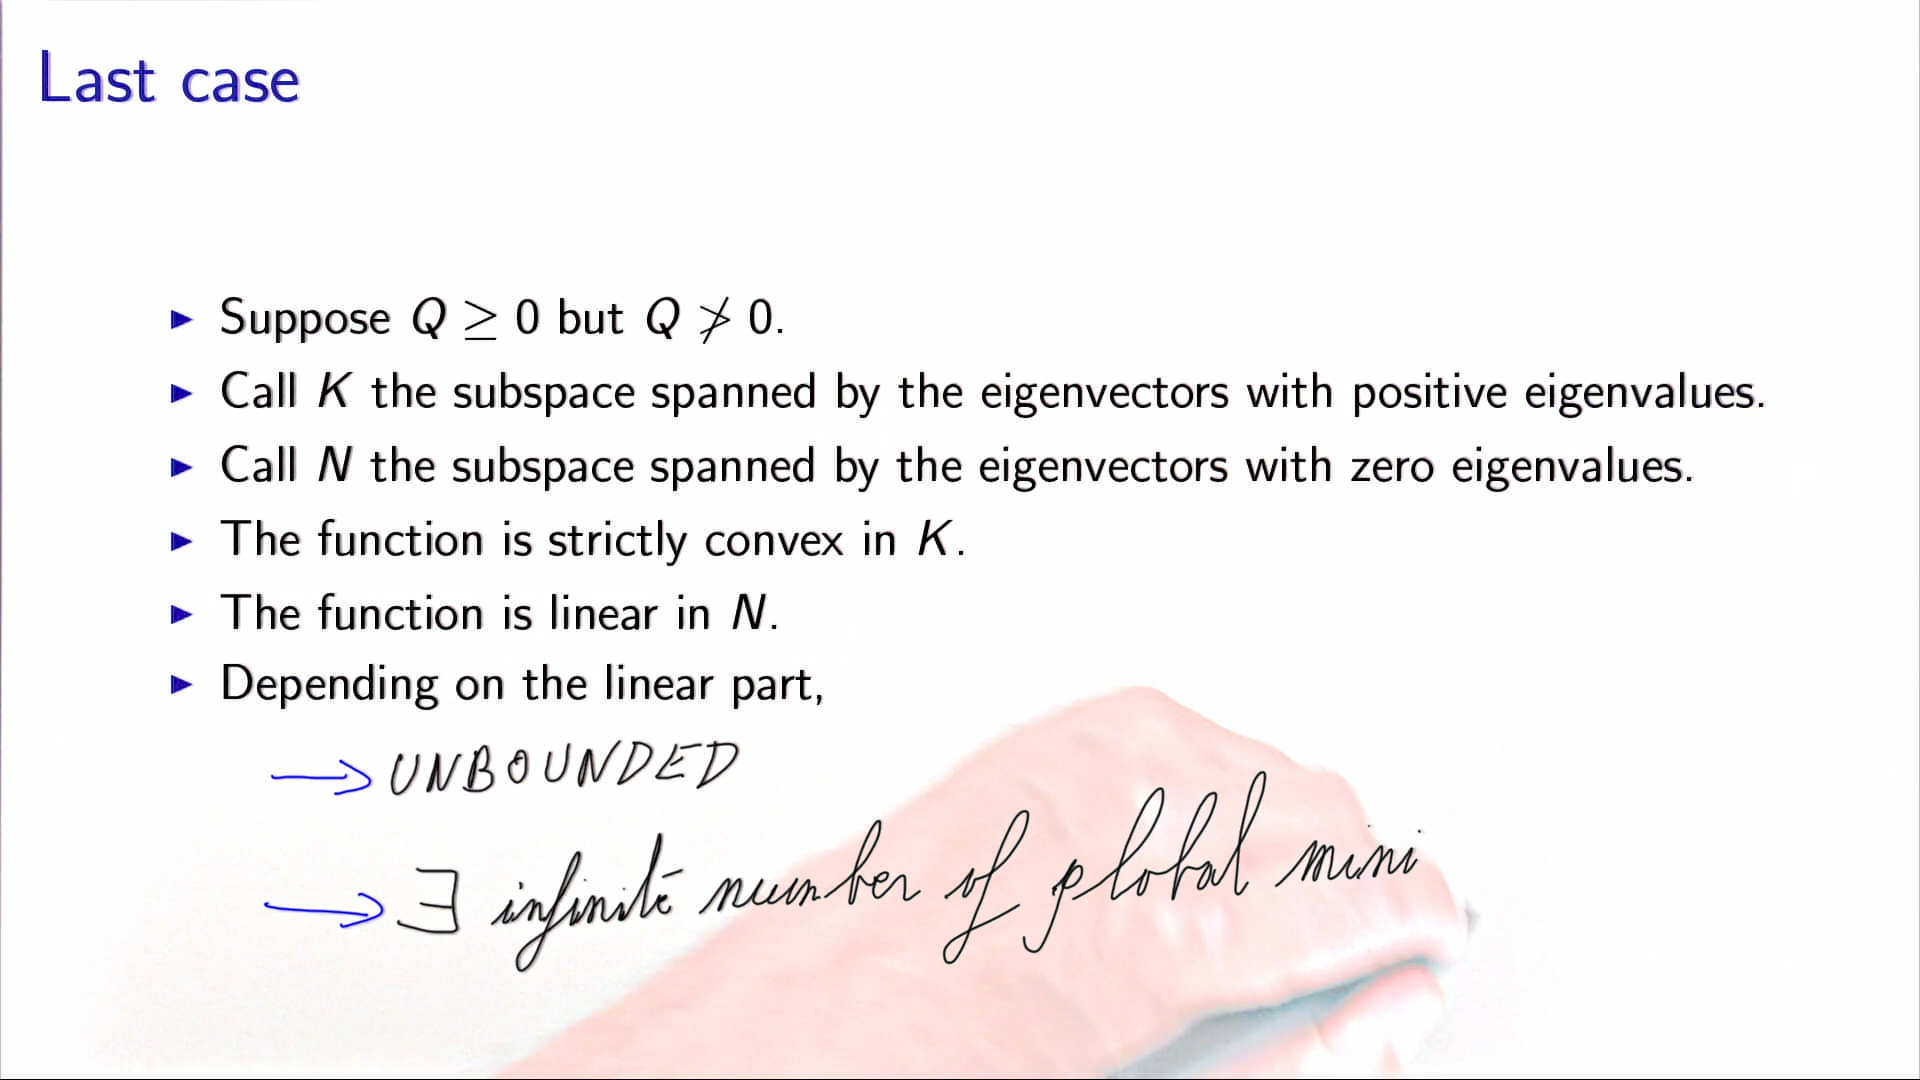 Last case
▶ Suppose Q ≥ 0 but Q ≯ 0.
▶ Call K the subspace spanned by the eigenvectors with positive eigenvalues.
▶ Call N the subspace spanned by the eigenvectors with zero eigenvalues.
▶ The function is strictly convex in K.
▶ The function is linear in N.
▶ Depending on the linear part,
→ UNBOUNDED
→ ∃ infinite number of global mini